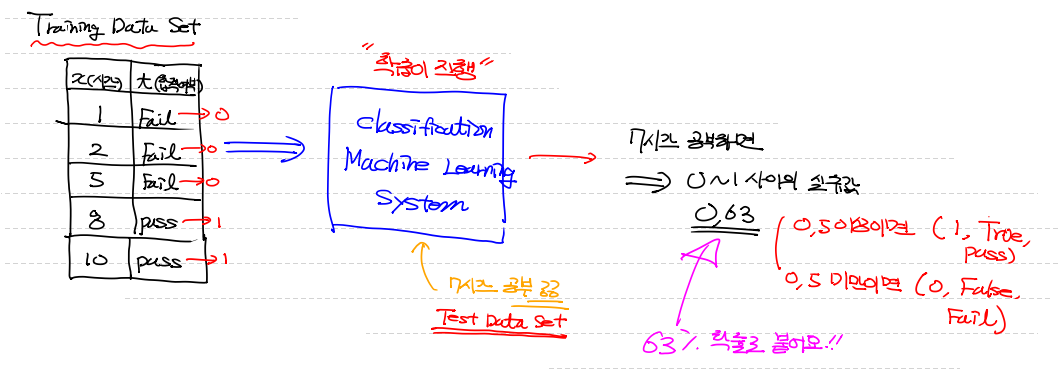 Training Data Set
x(시간) t(합격여부)
1 Fail → 0
2 Fail → 0
5 Fail → 0
8 pass → 1
10 pass → 1
"학습이 진행"
Classification
Machine Learning
System
7시간 공부
Test Data Set
7시간 공부하면
⇒ 0~1 사이의 실수값
0,63
0,5 이상이면 (1, True,
pass)
0,5 미만이면 (0, False,
Fail)
63% 확률로 붙어요!!